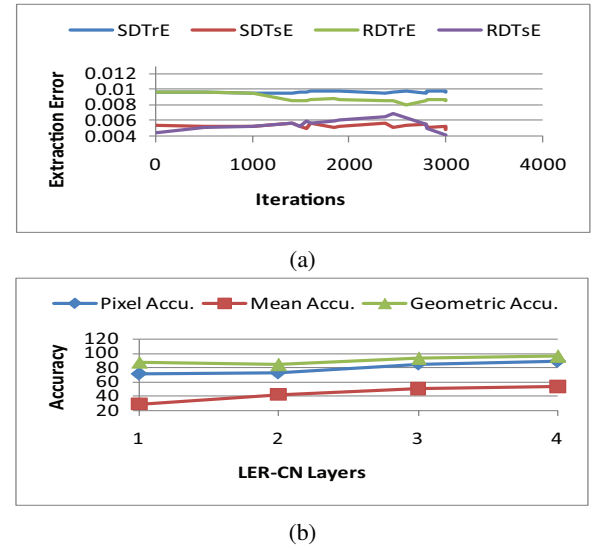 SDTrE SDTsE RDTrE RDTsE
0.012
0.01
0.008
0.006
0.004
Extraction Error
0 1000 2000 3000 4000
Iterations
(a)
Pixel Accu. Mean Accu. Geometric Accu.
120
100
80
60
40
20
Accuracy
1 2 3 4
LER-CN Layers
(b)